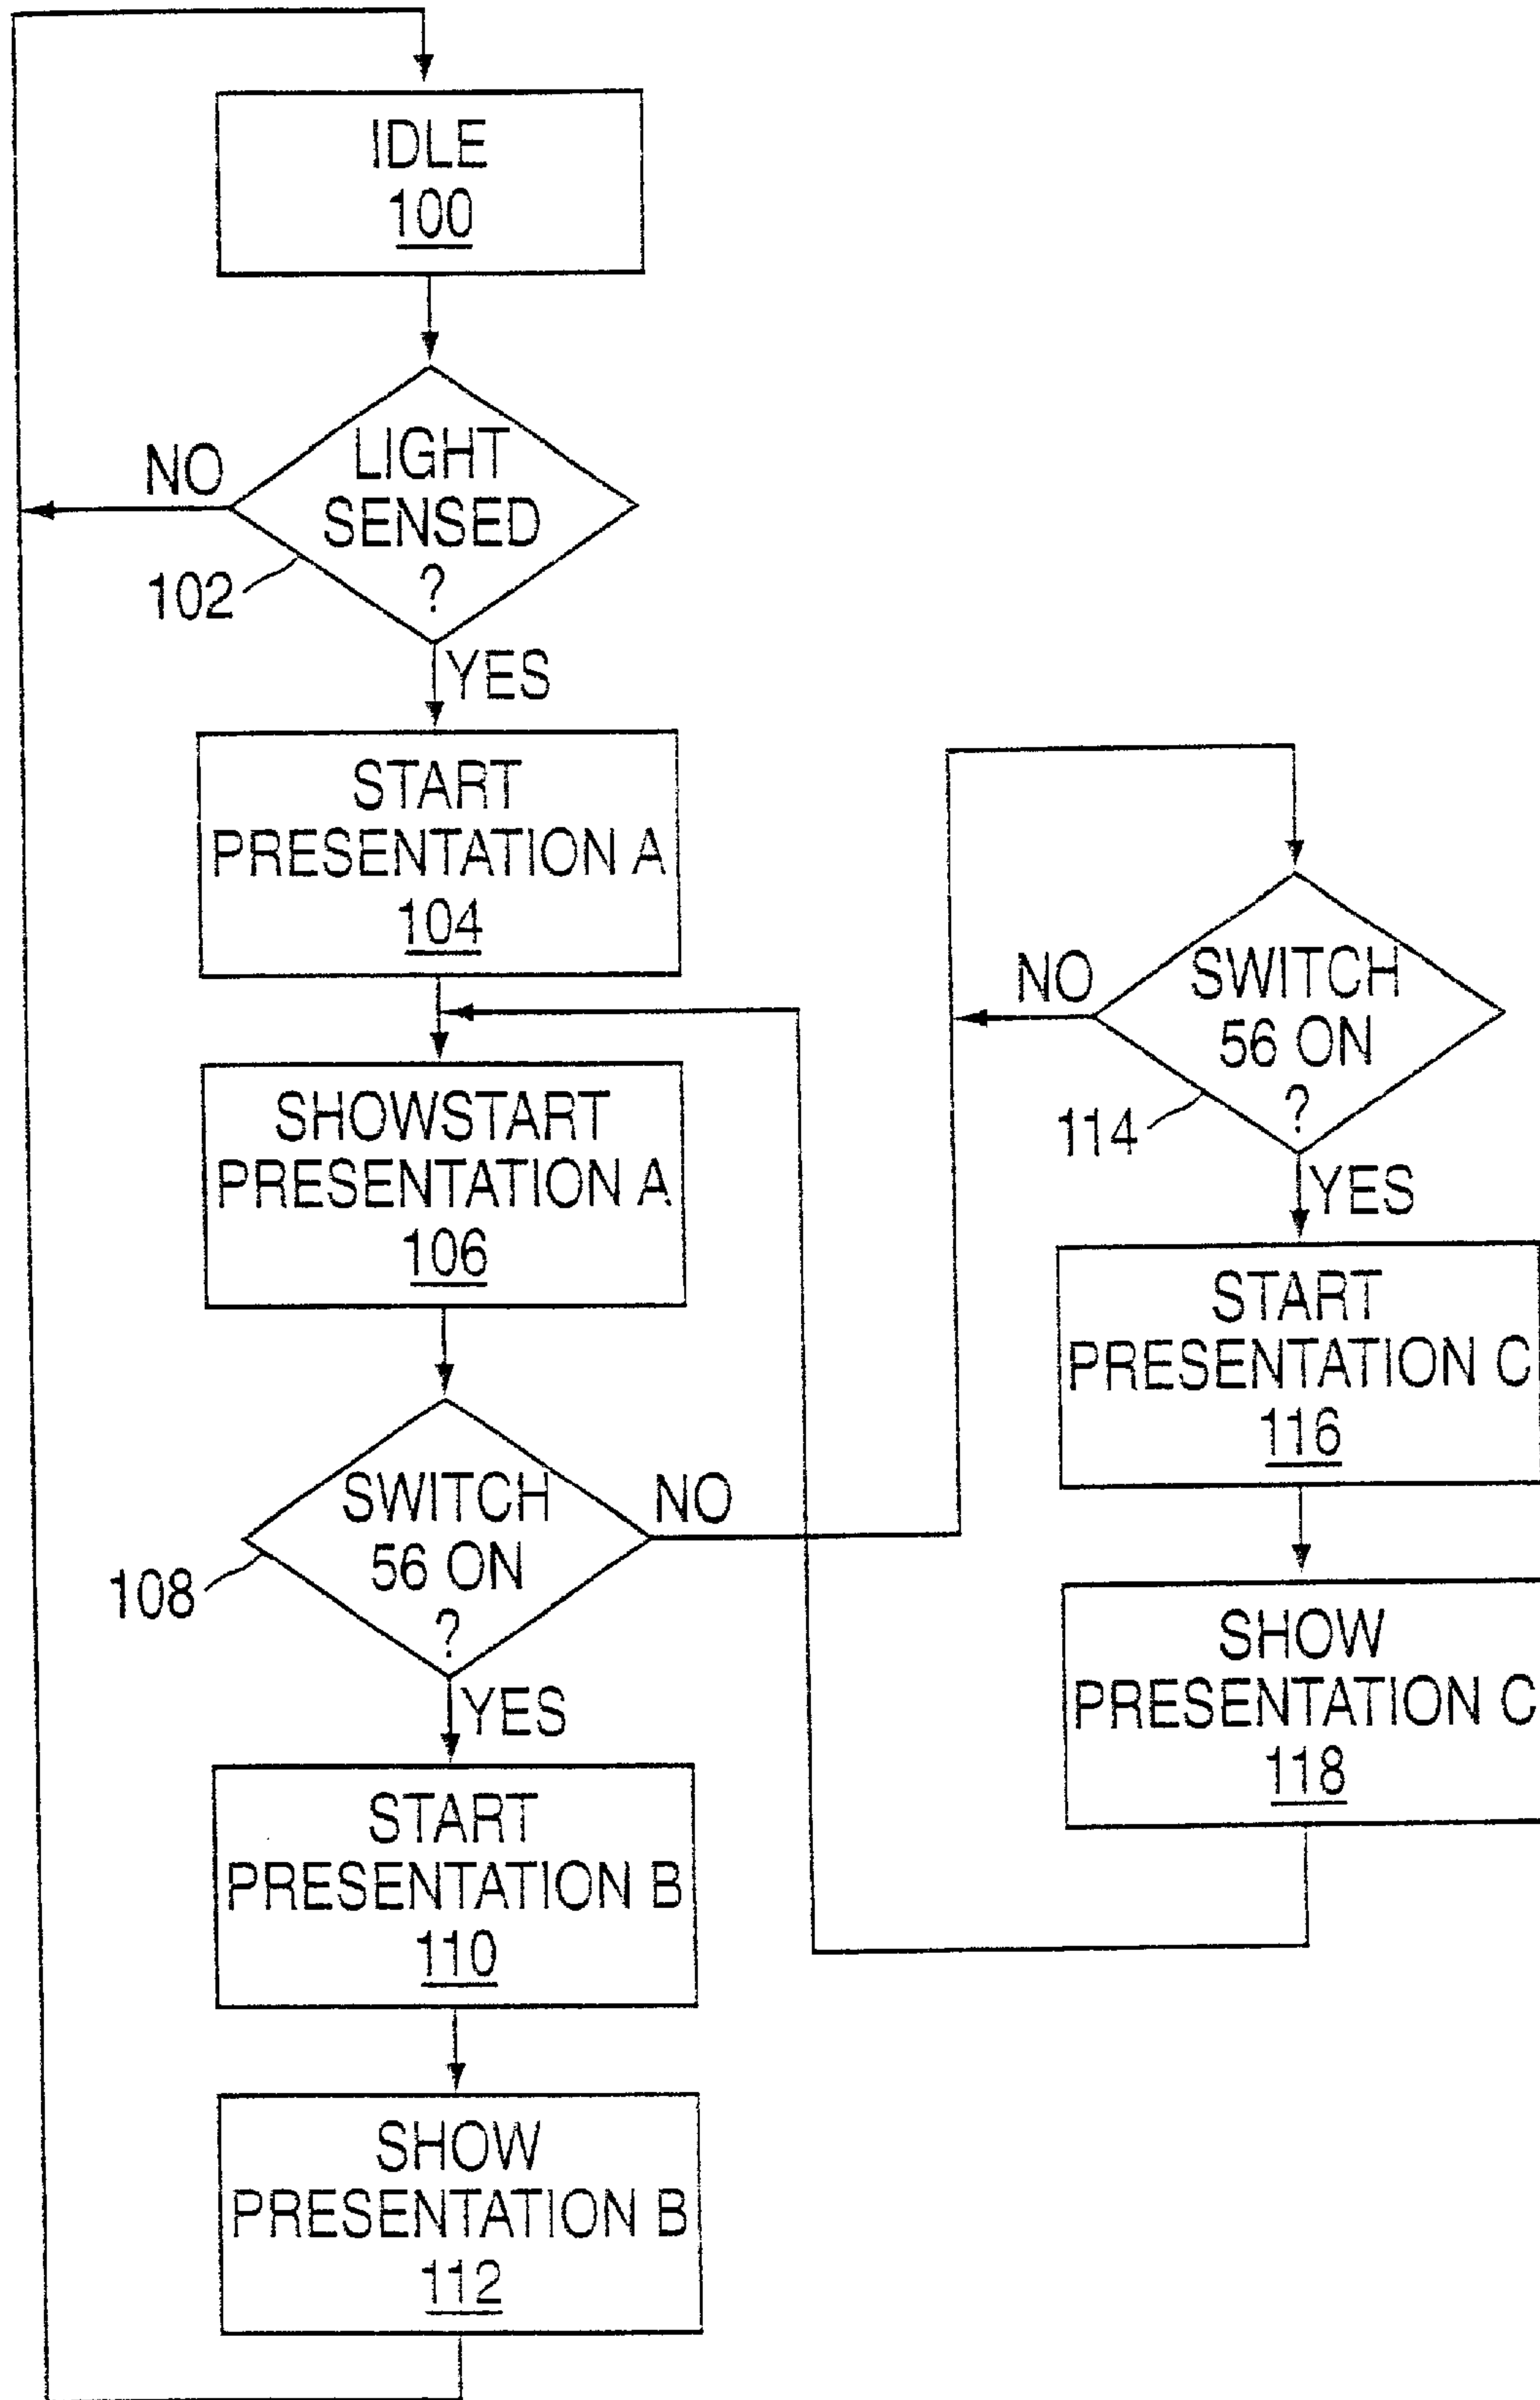 IDLE
100
NO
LIGHT
SENSED
?
102
YES
START
PRESENTATION A
104
SHOWSTART
PRESENTATION A
106
SWITCH
56 ON
?
NO
108
YES
START
PRESENTATION B
110
SHOW
PRESENTATION B
112
NO
SWITCH
56 ON
?
114
YES
START
PRESENTATION C
116
SHOW
PRESENTATION C
118